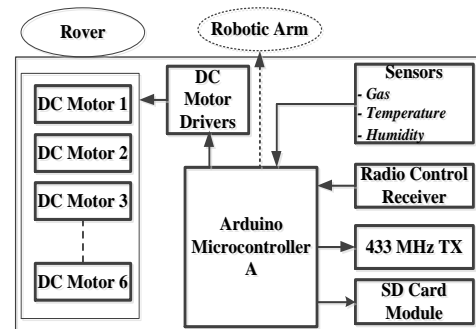 Rover
Robotic Arm
DC Motor 1
DC Motor 2
DC Motor 3
DC Motor 6
DC
Motor
Drivers
Sensors
- Gas
- Temperature
- Humidity
Arduino
Microcontroller
A
Radio Control
Receiver
433 MHz TX
SD Card
Module